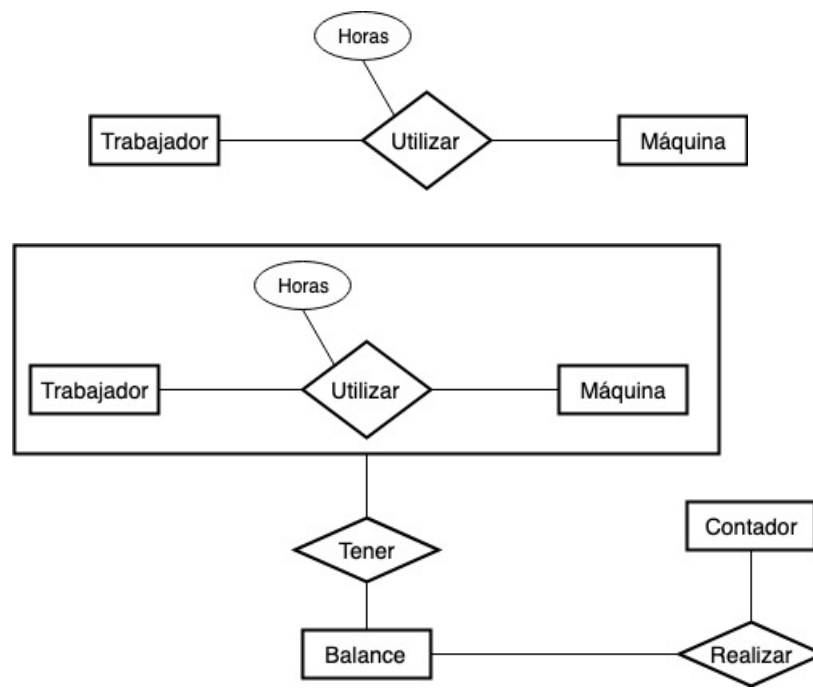 Horas
Trabajador
Utilizar
Máquina
Horas
Trabajador
Utilizar
Máquina
Tener
Contador
Balance
Realizar